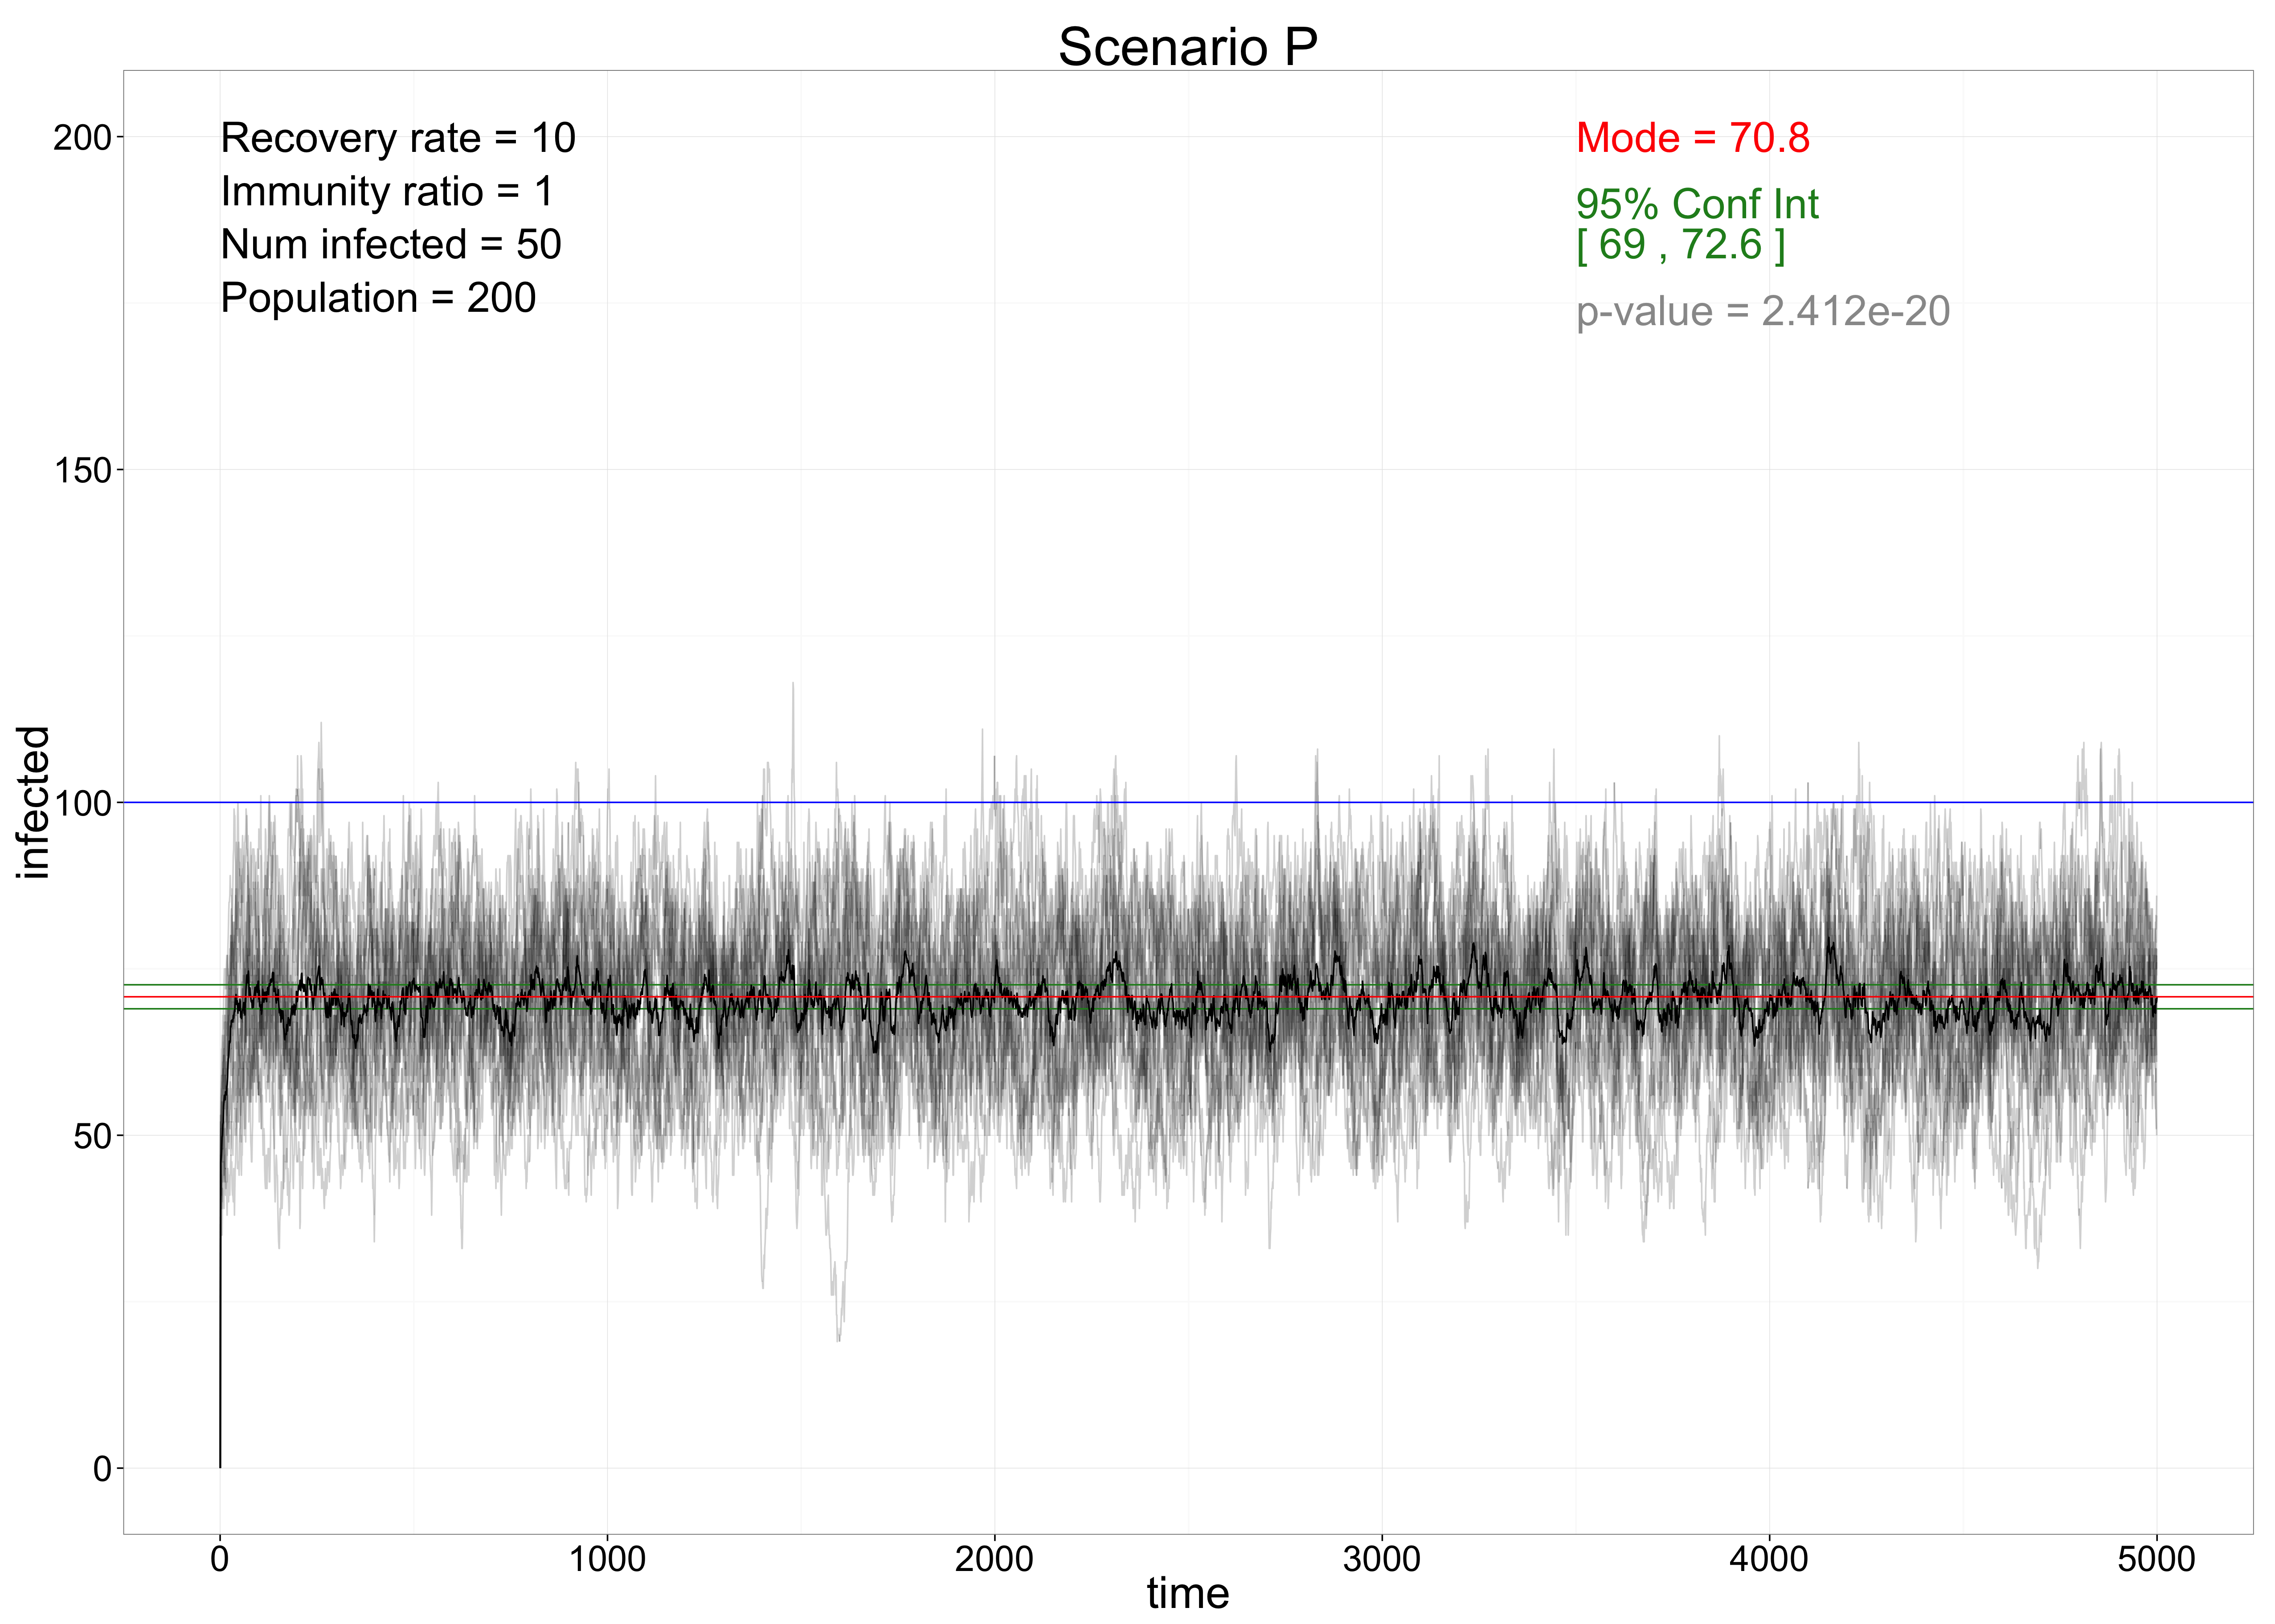 Scenario P
Recovery rate = 10
Immunity ratio = 1
Num infected = 50
Population = 200
Mode = 70.8
95% Conf Int
[ 69 , 72.6 ]
p-value = 2.412e-20
infected
200
150
100
50
0
0 1000 2000 3000 4000 5000
time